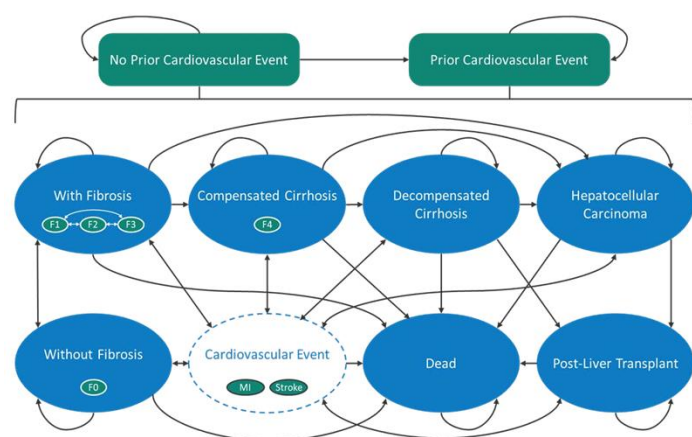 No Prior Cardiovascular Event
Prior Cardiovascular Event
With Fibrosis
F1
F2
F3
Compensated Cirrhosis
F4
Decompensated
Cirrhosis
Hepatocellular
Carcinoma
Without Fibrosis
F0
Cardiovascular Event
MI
Stroke
Dead
Post-Liver Transplant